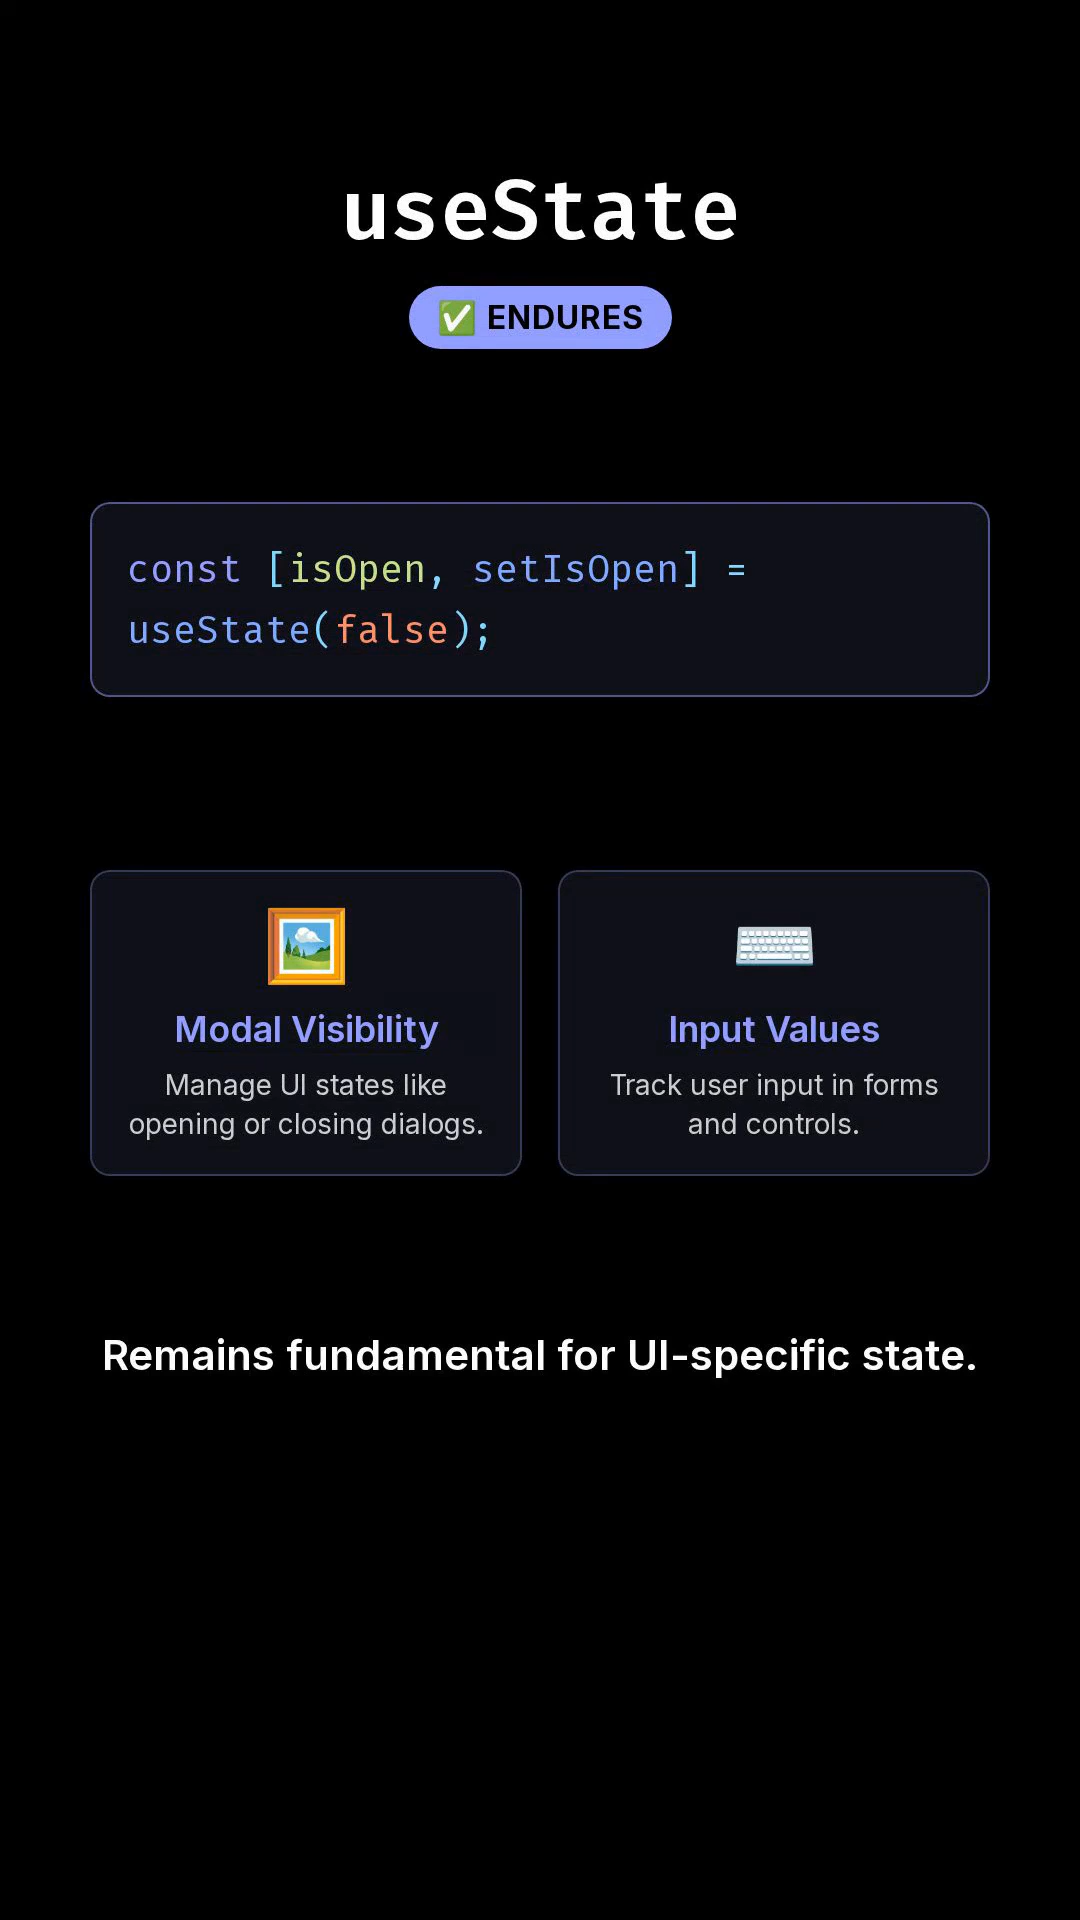 useState
✅ ENDURES
const [isOpen, setIsOpen] =
useState(false);
Modal Visibility
Manage UI states like
opening or closing dialogs.
Input Values
Track user input in forms
and controls.
Remains fundamental for UI-specific state.